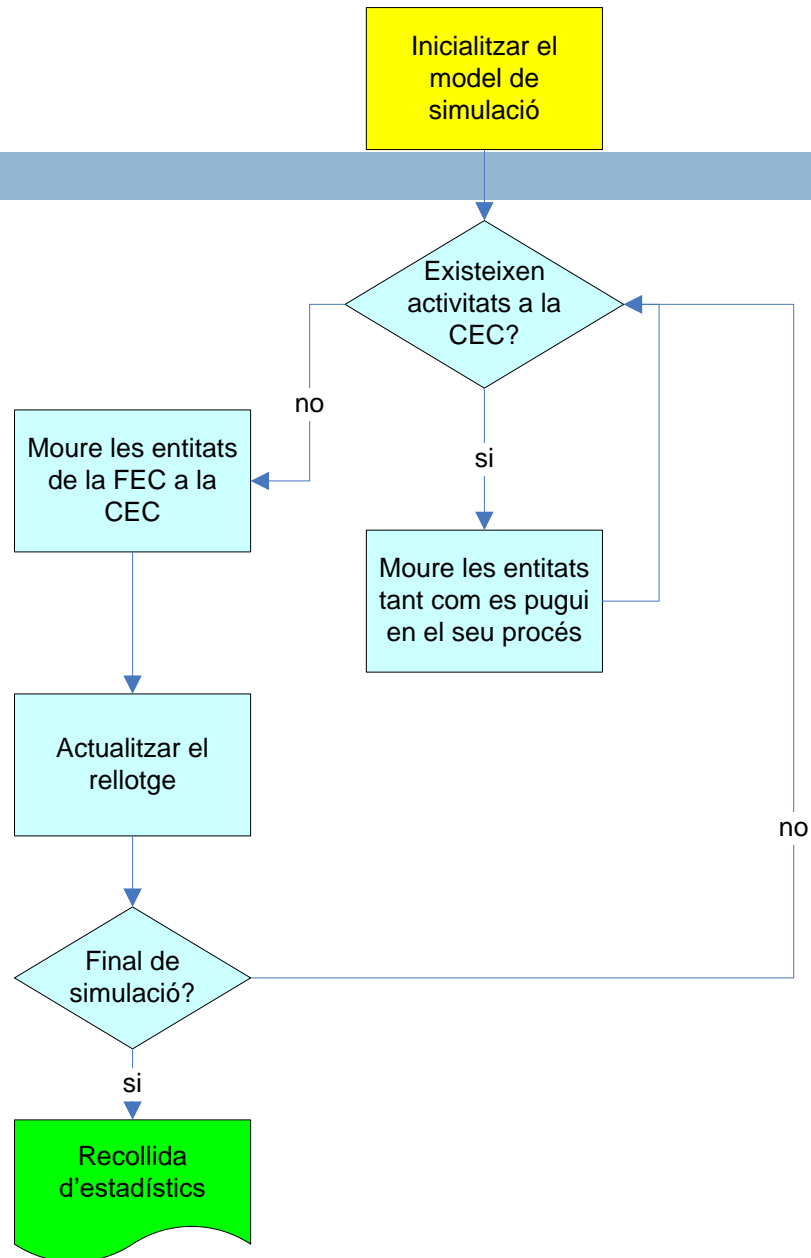 Inicialitzar el
model de
simulació
Existeixen
activitats a la
CEC?
no
si
Moure les entitats
de la FEC a la
CEC
Moure les entitats
tant com es pugui
en el seu procés
Actualitzar el
rellotge
no
Final de
simulació?
si
Recollida
d’estadístics